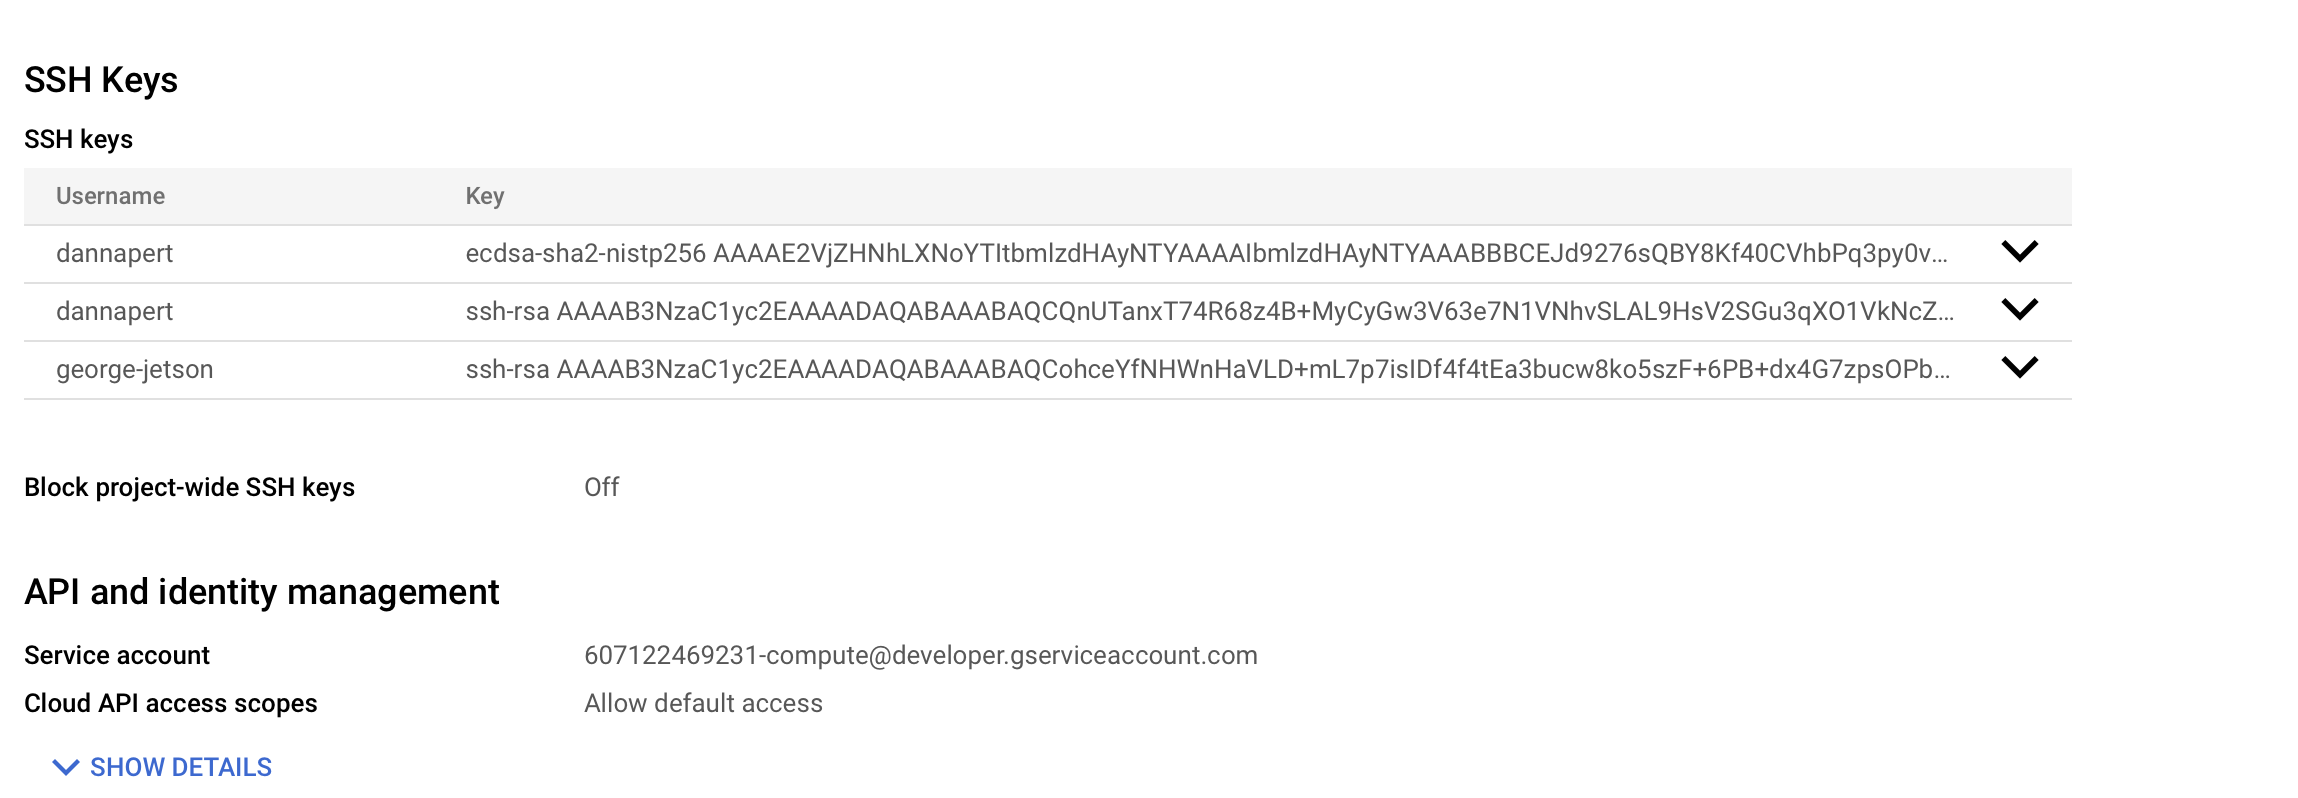 SSH Keys
SSH keys
Username Key
dannapert ecdsa-sha2-nistp256 AAAAE2VjZHNhLXNoYTItbmlzdHAyNTYAAAAIbmlzdHAyNTYAAABBBCEJd9276sQBY8Kf40CVhbPq3py0v...
dannapert ssh-rsa AAAAB3NzaC1yc2EAAAADAQABAAABAQCQnUTanxT74R68z4B+MyCyGw3V63e7N1VNhvSLAL9HsV2SGu3qXO1VkNcZ...
george-jetson ssh-rsa AAAAB3NzaC1yc2EAAAADAQABAAABAQCohceYfNHWnHaVLD+mL7p7isIDf4f4tEa3bucw8ko5szF+6PB+dx4G7zpsOPb...
Block project-wide SSH keys Off
API and identity management
Service account 607122469231-compute@developer.gserviceaccount.com
Cloud API access scopes Allow default access
SHOW DETAILS